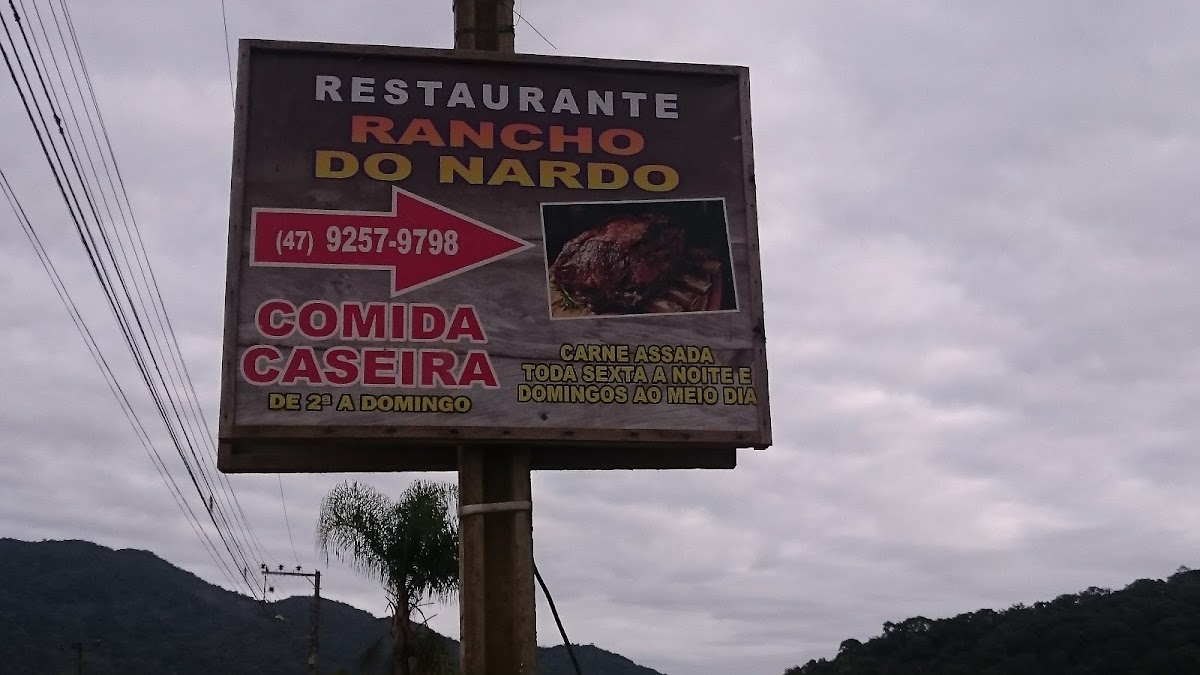 RESTAURANTE
RANCHO
DO NARDO
(47) 9257-9798
COMIDA
CASEIRA
DE 2ª A DOMINGO
CARNE ASSADA
TODA SEXTA A NOITE E
DOMINGOS AO MEIO DIA